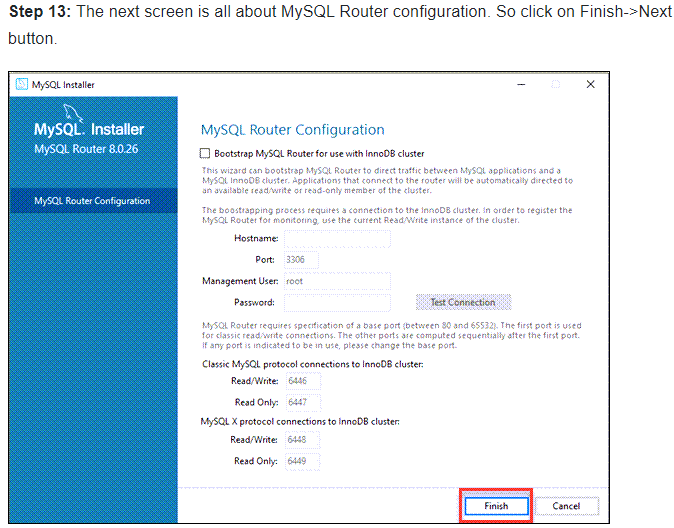 Step 13: The next screen is all about MySQL Router configuration. So click on Finish->Next
button.
MySQL Installer
MySQL. Installer
MySQL Router 8.0.26
MySQL Router Configuration
MySQL Router Configuration
Bootstrap MySQL Router for use with InnoDB cluster
This wizard can bootstrap MySQL Router to direct traffic between MySQL applications and a
MySQL InnoDB cluster. Applications that connect to the router will be automatically directed to
an available read/write or read-only member of the cluster.
The boostrapping process requires a connection to the InnoDB cluster. In order to register the
MySQL Router for monitoring, use the current Read/Write instance of the cluster.
Hostname:
Port: 3306
Management User: root
Password: Test Connection
MySQL Router requires specification of a base port (between 80 and 65532). The first port is used
for classic read/write connections. The other ports are computed sequentially after the first port.
If any port is indicated to be in use, please change the base port.
Classic MySQL protocol connections to InnoDB cluster:
Read/Write: 6446
Read Only: 6447
MySQL X protocol connections to InnoDB cluster:
Read/Write: 6448
Read Only: 6449
Finish Cancel